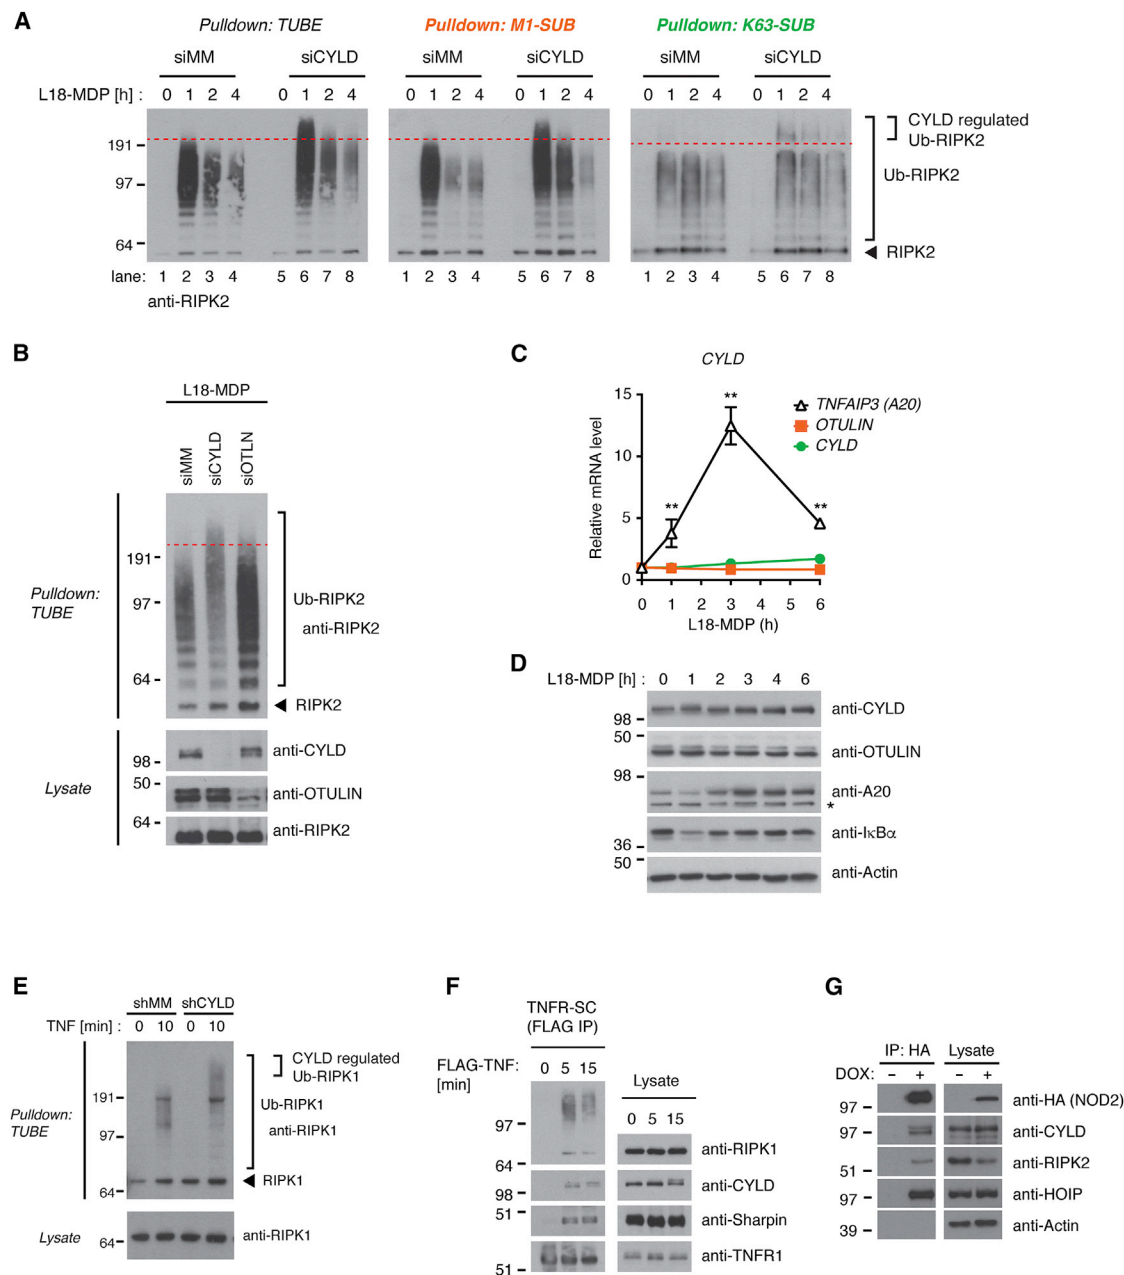 A
Pulldown: TUBE
Pulldown: M1-SUB
Pulldown: K63-SUB
siMM siCYLD siMM siCYLD siMM siCYLD
L18-MDP [h] : 0 1 2 4 0 1 2 4 0 1 2 4 0 1 2 4 0 1 2 4 0 1 2 4
191
97
64
CYLD regulated
Ub-RIPK2
Ub-RIPK2
◄ RIPK2
lane: 1 2 3 4 5 6 7 8 1 2 3 4 5 6 7 8 1 2 3 4 5 6 7 8
anti-RIPK2
B
L18-MDP
siMM siCYLD siOTLN
Pulldown:
TUBE
191
97
64
Ub-RIPK2
anti-RIPK2
◄ RIPK2
Lysate
98
anti-CYLD
50
anti-OTULIN
64
anti-RIPK2
C
CYLD
Relative mRNA level
15
10
5
0
** ** **
0 1 2 3 4 5 6
L18-MDP (h)
TNFAIP3 (A20)
OTULIN
CYLD
D
L18-MDP [h] : 0 1 2 3 4 6
98
anti-CYLD
50
anti-OTULIN
98
anti-A20
*
anti-IκBα
36
50
anti-Actin
E
shMM shCYLD
TNF [min] : 0 10 0 10
Pulldown:
TUBE
191
97
64
CYLD regulated
Ub-RIPK1
Ub-RIPK1
anti-RIPK1
◄ RIPK1
Lysate
64
anti-RIPK1
F
TNFR-SC
(FLAG IP)
FLAG-TNF:
[min]
0 5 15
Lysate
0 5 15
97
64
anti-RIPK1
98
anti-CYLD
51
anti-Sharpin
51
anti-TNFR1
G
IP: HA Lysate
DOX: – + – +
97
anti-HA (NOD2)
97
anti-CYLD
51
anti-RIPK2
97
anti-HOIP
39
anti-Actin